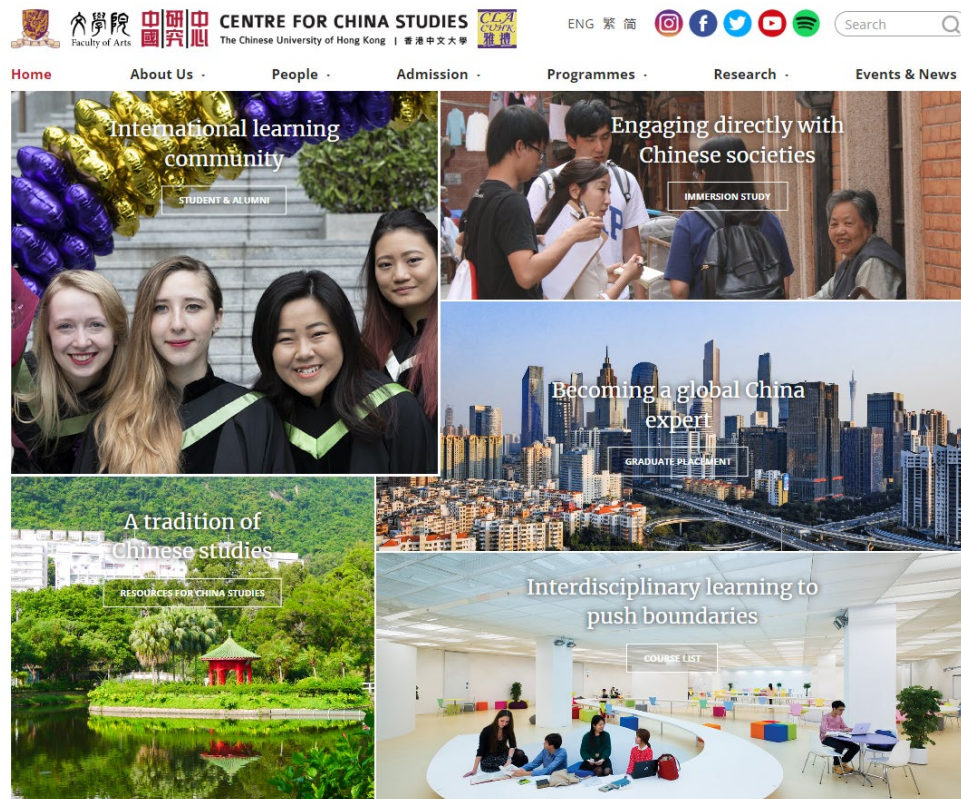 文學院
Faculty of Arts
中國研究中心
CENTRE FOR CHINA STUDIES
The Chinese University of Hong Kong | 香港中文大學
CLA
CUHK
雅禮
ENG 繁 简
Search
Home
About Us
People
Admission
Programmes
Research
Events & News
International learning
community
STUDENT & ALUMNI
Engaging directly with
Chinese societies
IMMERSION STUDY
Becoming a global China
expert
GRADUATE PLACEMENT
A tradition of
Chinese studies
RESOURCES FOR CHINA STUDIES
Interdisciplinary learning to
push boundaries
COURSE LIST